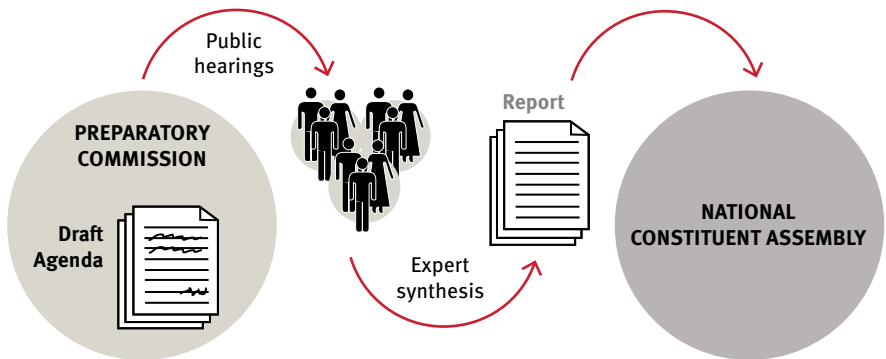 PREPARATORY
COMMISSION
Draft
Agenda
Public
hearings
Expert
synthesis
Report
NATIONAL
CONSTITUENT ASSEMBLY